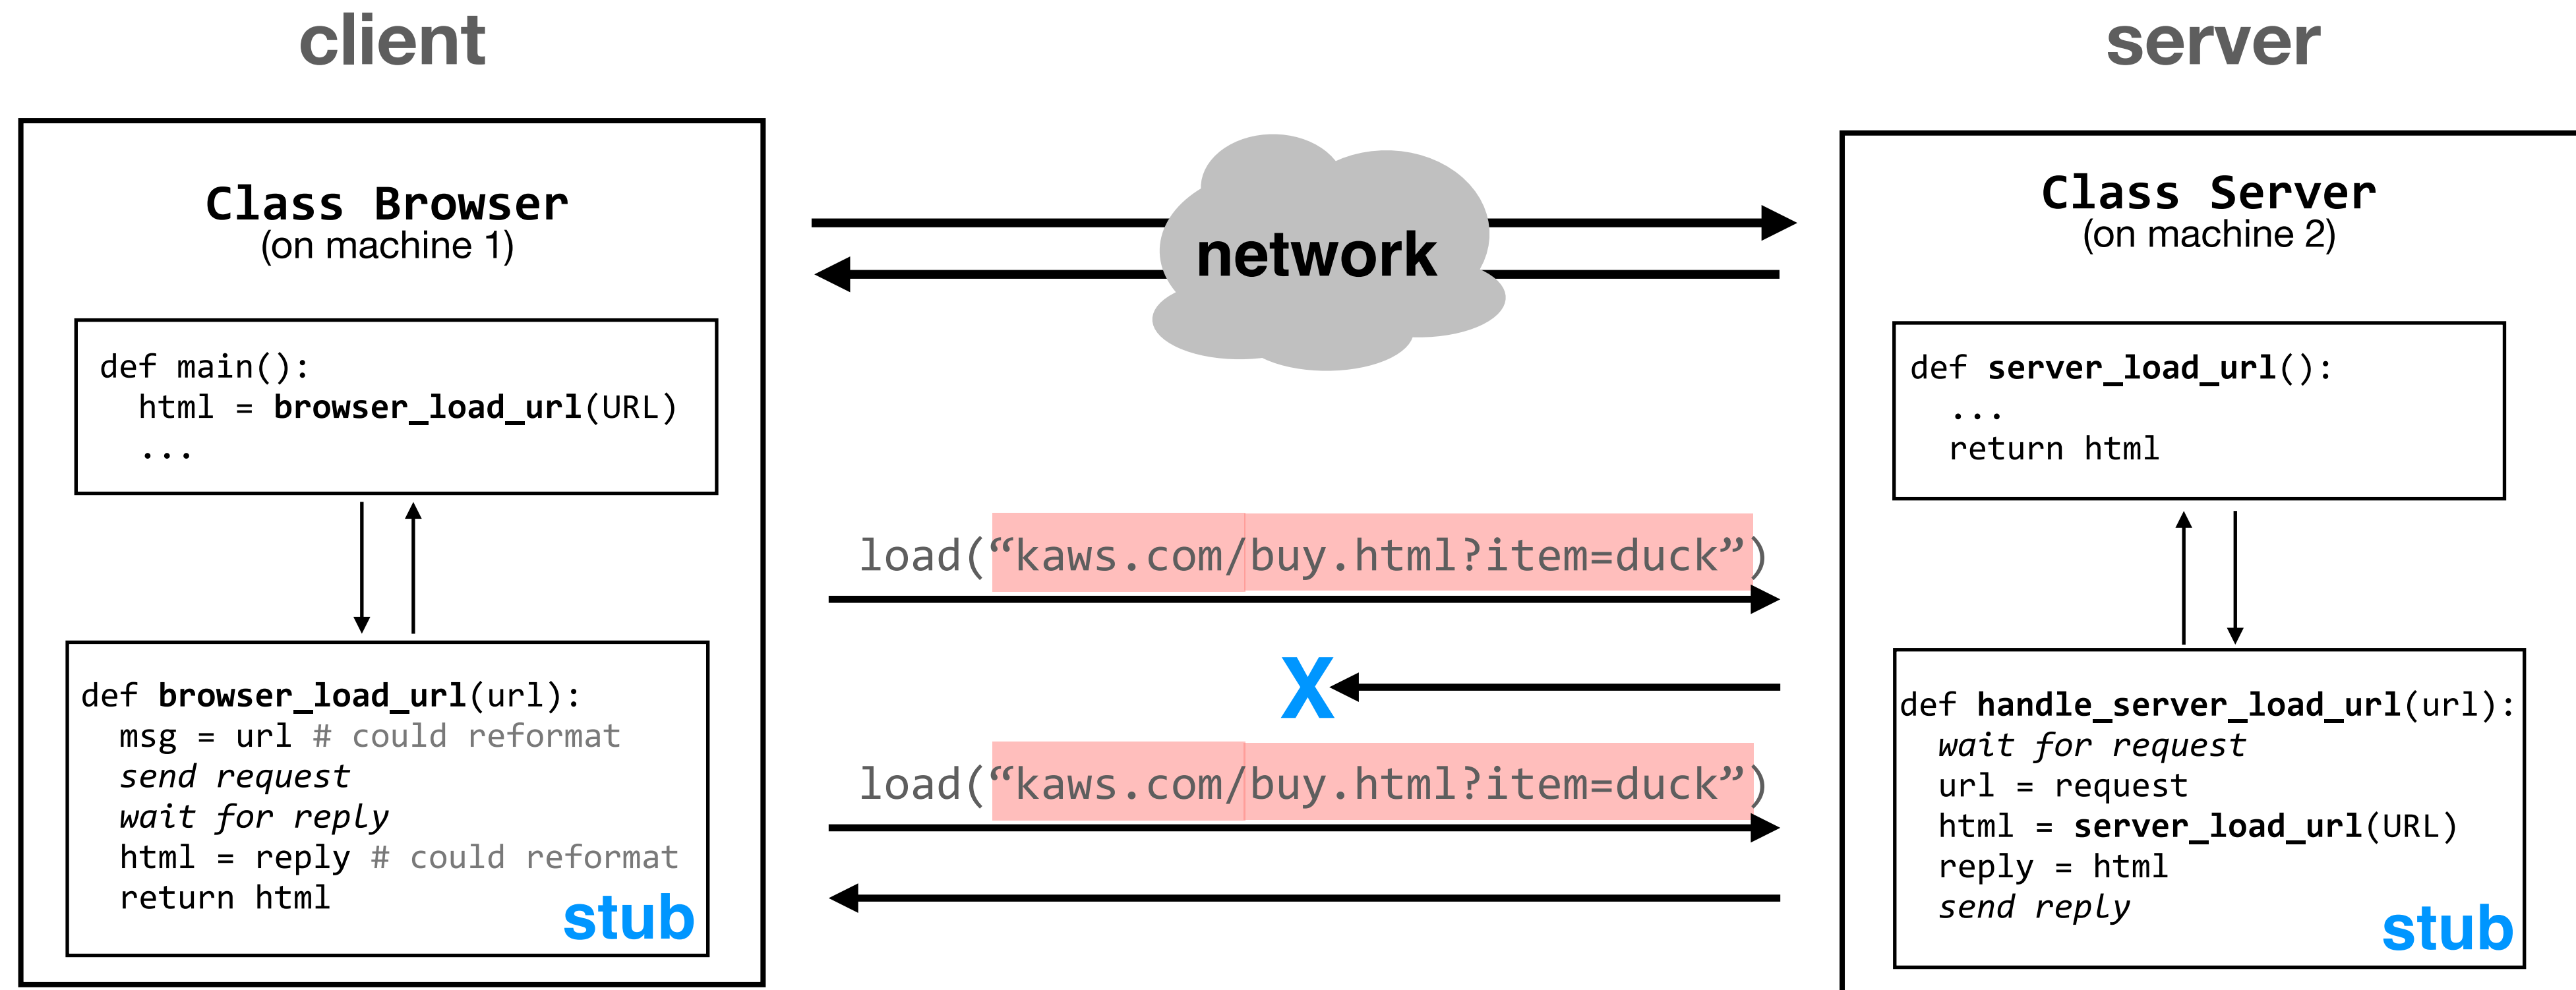 client
server
Class Browser
(on machine 1)
def main():
html = browser_load_url(URL)
...
def browser_load_url(url):
msg = url # could reformat
send request
wait for reply
html = reply # could reformat
return html
stub
network
load(“kaws.com/buy.html?item=duck”)
X
load(“kaws.com/buy.html?item=duck”)
Class Server
(on machine 2)
def server_load_url():
...
return html
def handle_server_load_url(url):
wait for request
url = request
html = server_load_url(URL)
reply = html
send reply
stub